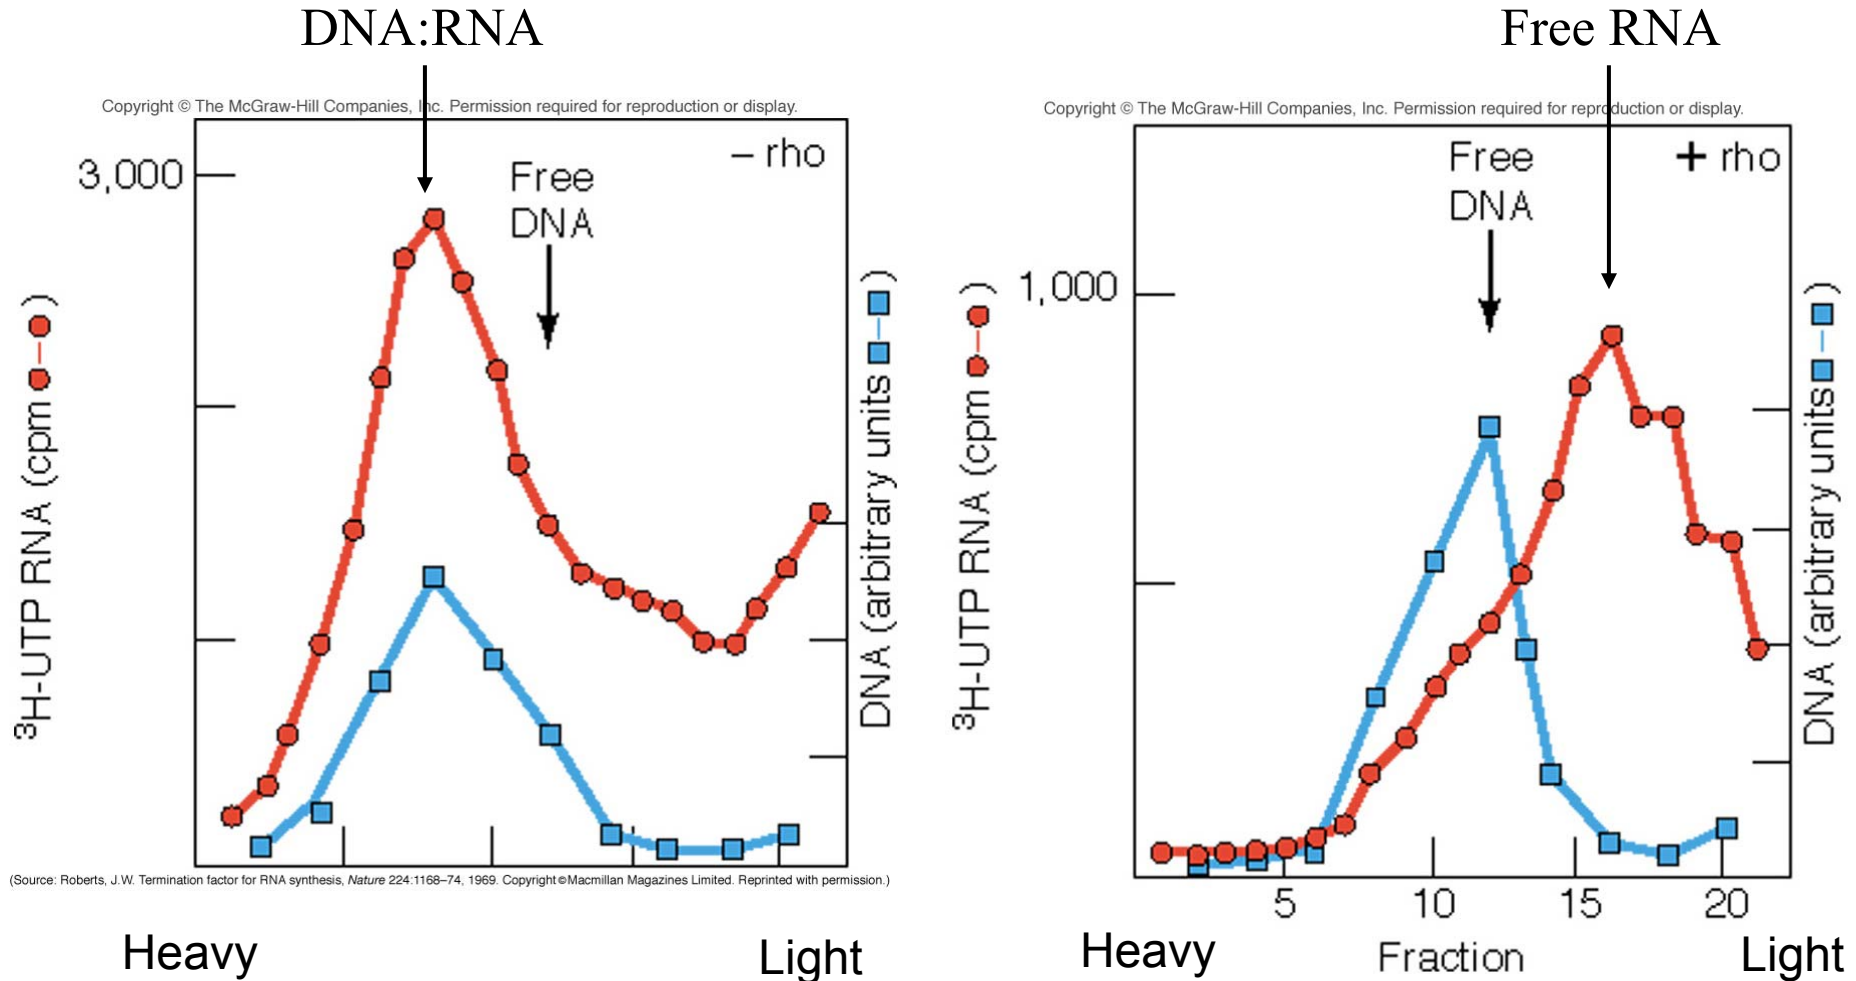 DNA:RNA
Free RNA
Copyright © The McGraw-Hill Companies, Inc. Permission required for reproduction or display.
Copyright © The McGraw-Hill Companies, Inc. Permission required for reproduction or display.
– rho
3,000
Free
DNA
³H-UTP RNA (cpm )
DNA (arbitrary units )
+ rho
Free
DNA
1,000
³H-UTP RNA (cpm )
DNA (arbitrary units )
(Source: Roberts, J.W. Termination factor for RNA synthesis, Nature 224:1168–74, 1969. Copyright © Macmillan Magazines Limited. Reprinted with permission.)
5 10 15 20
Heavy Light
Heavy Fraction Light